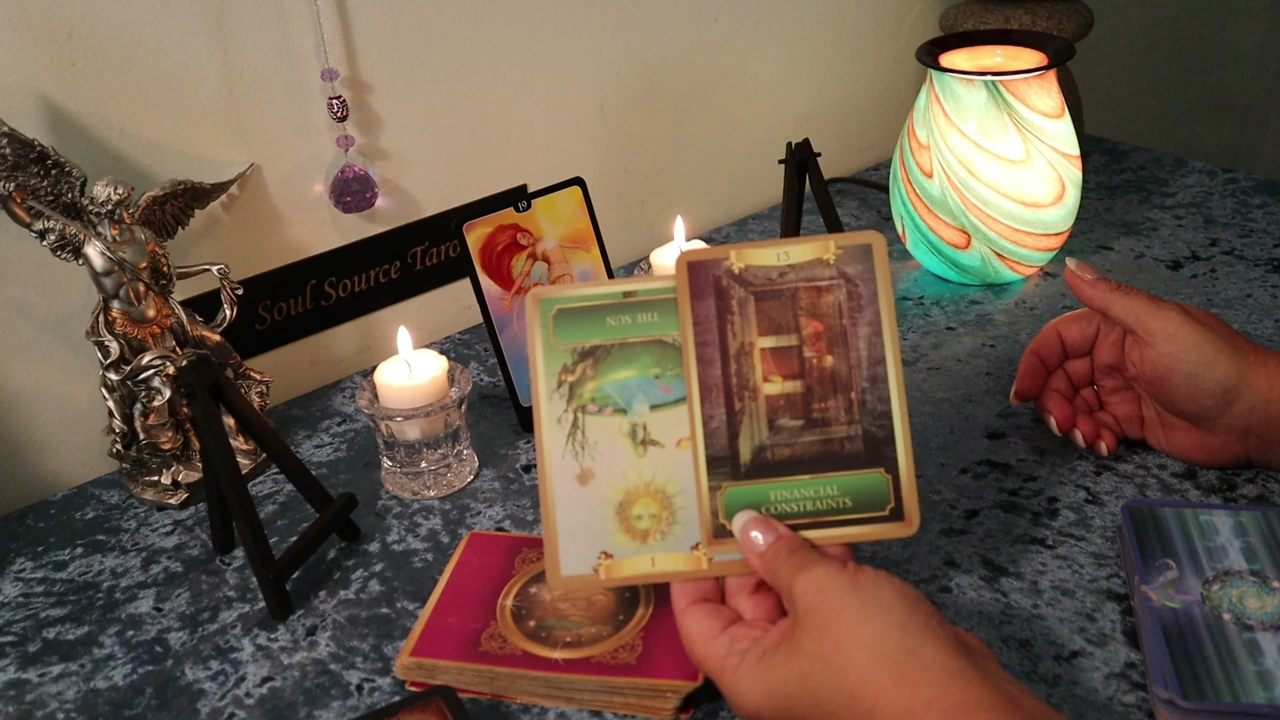 Soul Source Taro
19
13
THE SUN
FINANCIAL
CONSTRAINTS
1